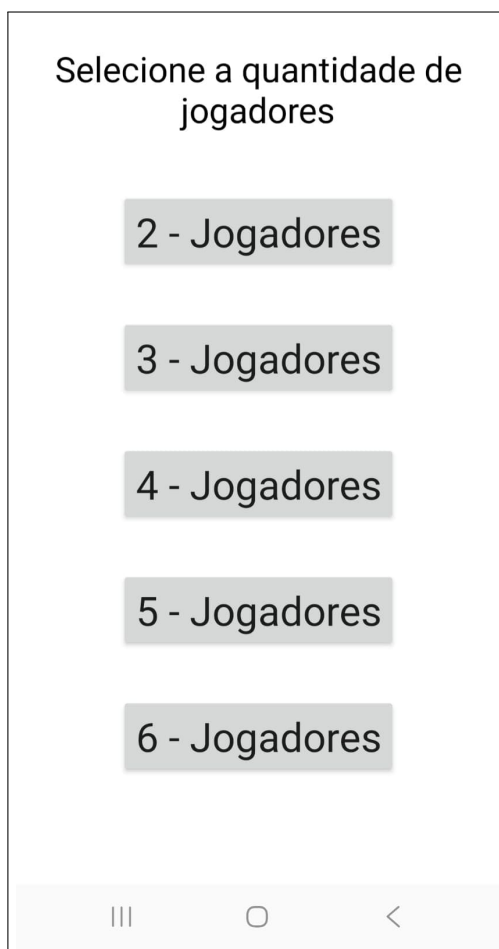 Selecione a quantidade de
jogadores
2 - Jogadores
3 - Jogadores
4 - Jogadores
5 - Jogadores
6 - Jogadores